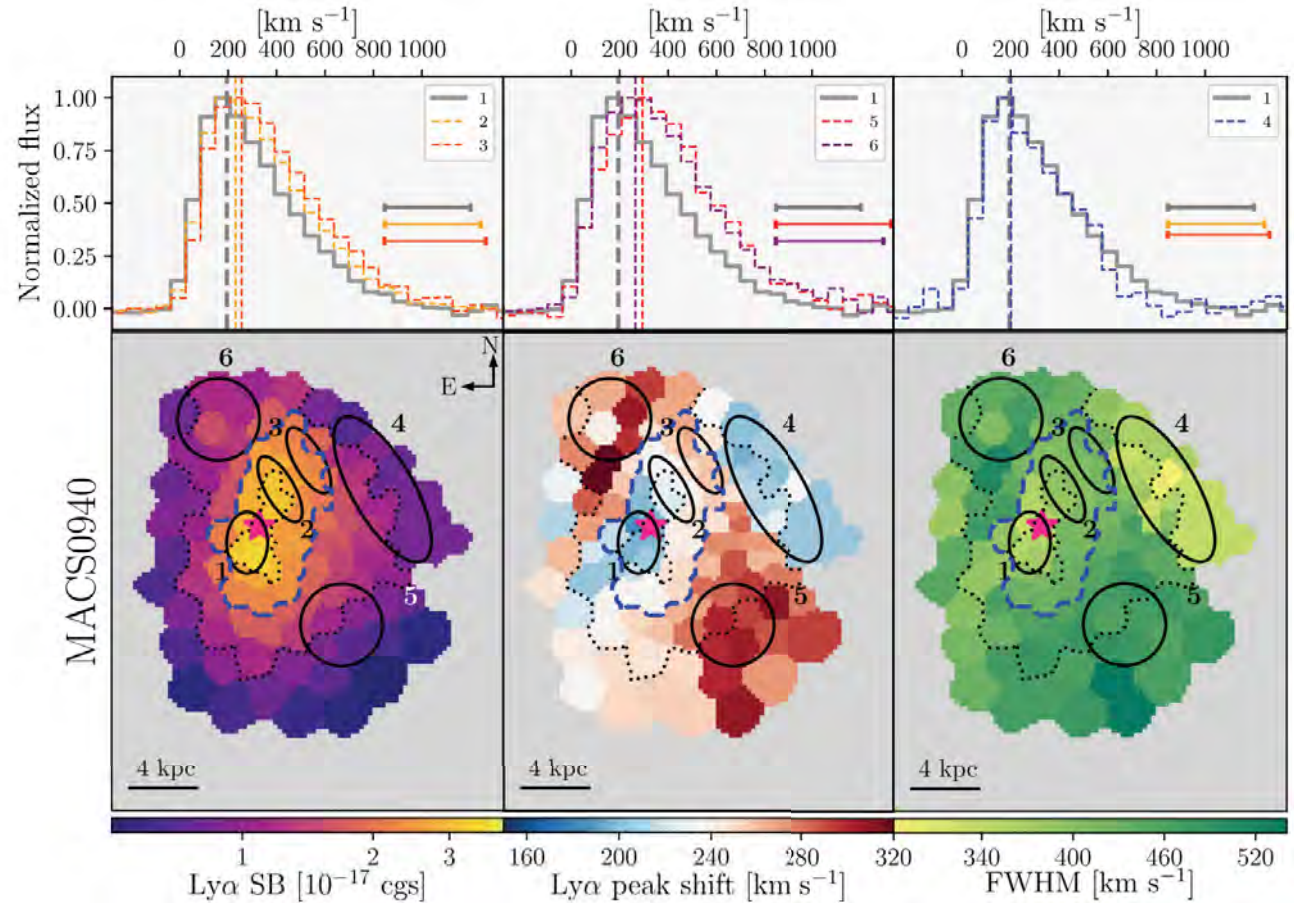 [km s⁻¹] [km s⁻¹] [km s⁻¹]
0 200 400 600 800 1000 0 200 400 600 800 1000 0 200 400 600 800 1000
Normalized flux
1.00
0.75
0.50
0.25
0.00
1
2
3
1
5
6
1
4
MACS0940
6 N
E
4
3
2
1
5
4 kpc
6
4
3
2
1
5
4 kpc
6
4
3
2
1
5
4 kpc
1 2 3 160 200 240 280 320 340 400 460 520
Lyα SB [10⁻¹⁷ cgs] Lyα peak shift [km s⁻¹] FWHM [km s⁻¹]